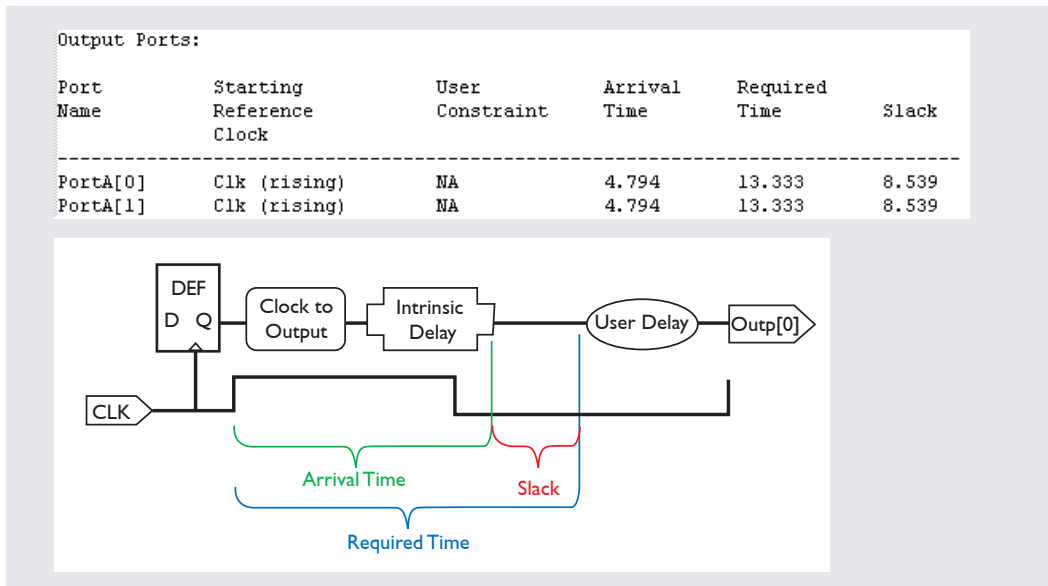 Output Ports:
Port Starting User Arrival Required
Name Reference Constraint Time Time Slack
Clock
--------------------------------------------------------------------------------
PortA[0] Clk (rising) NA 4.794 13.333 8.539
PortA[1] Clk (rising) NA 4.794 13.333 8.539
DEF
D Q
Clock to
Output
Intrinsic
Delay
User Delay
Outp[0]
CLK
Arrival Time
Slack
Required Time